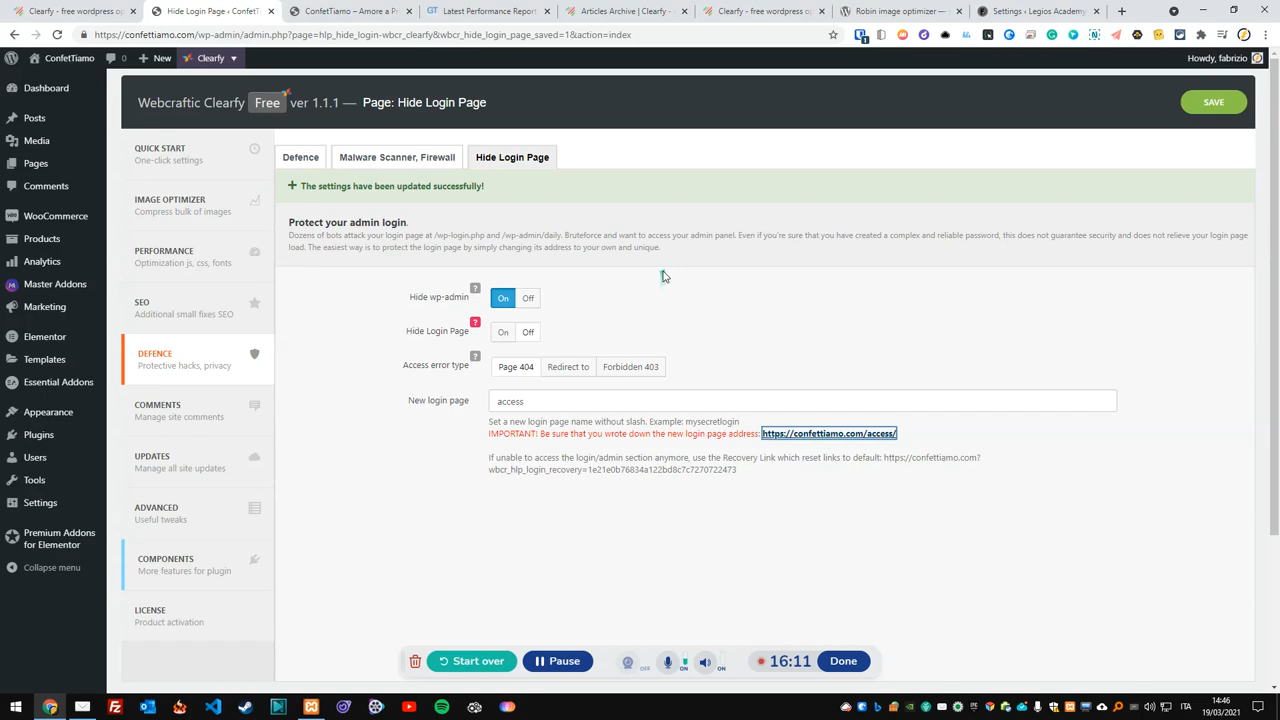 Clearfy - free wordpress op
Hide Login Page ‹ ConfetT
ConfetTiamo – Amore a Pr
Latest Performance Report
Articles Archive | Clearfy -
Clearfy - free wordpress op
Robin image optimizer —
Settings ‹ Legios Academy
https://confettiamo.com/wp-admin/admin.php?page=hlp_hide_login-wbcr_clearfy&wbcr_hide_login_page_saved=1&action=index
ConfetTiamo
0
New
Clearfy
Howdy, fabrizio
Dashboard
Posts
Media
Pages
Comments
WooCommerce
Products
Analytics
Master Addons
Marketing
Elementor
Templates
Essential Addons
Appearance
Plugins
Users
Tools
Settings
Premium Addons
for Elementor
Collapse menu
Webcraftic Clearfy Free ver 1.1.1 — Page: Hide Login Page
SAVE
QUICK START
One-click settings
IMAGE OPTIMIZER
Compress bulk of images
PERFORMANCE
Optimization js, css, fonts
SEO
Additional small fixes SEO
DEFENCE
Protective hacks, privacy
COMMENTS
Manage site comments
UPDATES
Manage all site updates
ADVANCED
Useful tweaks
COMPONENTS
More features for plugin
LICENSE
Product activation
Defence
Malware Scanner, Firewall
Hide Login Page
The settings have been updated successfully!
Protect your admin login.
Dozens of bots attack your login page at /wp-login.php and /wp-admin/daily. Bruteforce and want to access your admin panel. Even if you're sure that you have created a complex and reliable password, this does not guarantee security and does not relieve your login page
load. The easiest way is to protect the login page by simply changing its address to your own and unique.
Hide wp-admin ? On Off
Hide Login Page ? On Off
Access error type ? Page 404 Redirect to Forbidden 403
New login page access
Set a new login page name without slash. Example: mysecretlogin
IMPORTANT! Be sure that you wrote down the new login page address: https://confettiamo.com/access/
If unable to access the login/admin section anymore, use the Recovery Link which reset links to default: https://confettiamo.com?
wbcr_hlp_login_recovery=1e21e0b76834a122bd8c7c7270722473
Start over
Pause
OFF
ON
ON
16:11
Done
ITA
14:46
19/03/2021